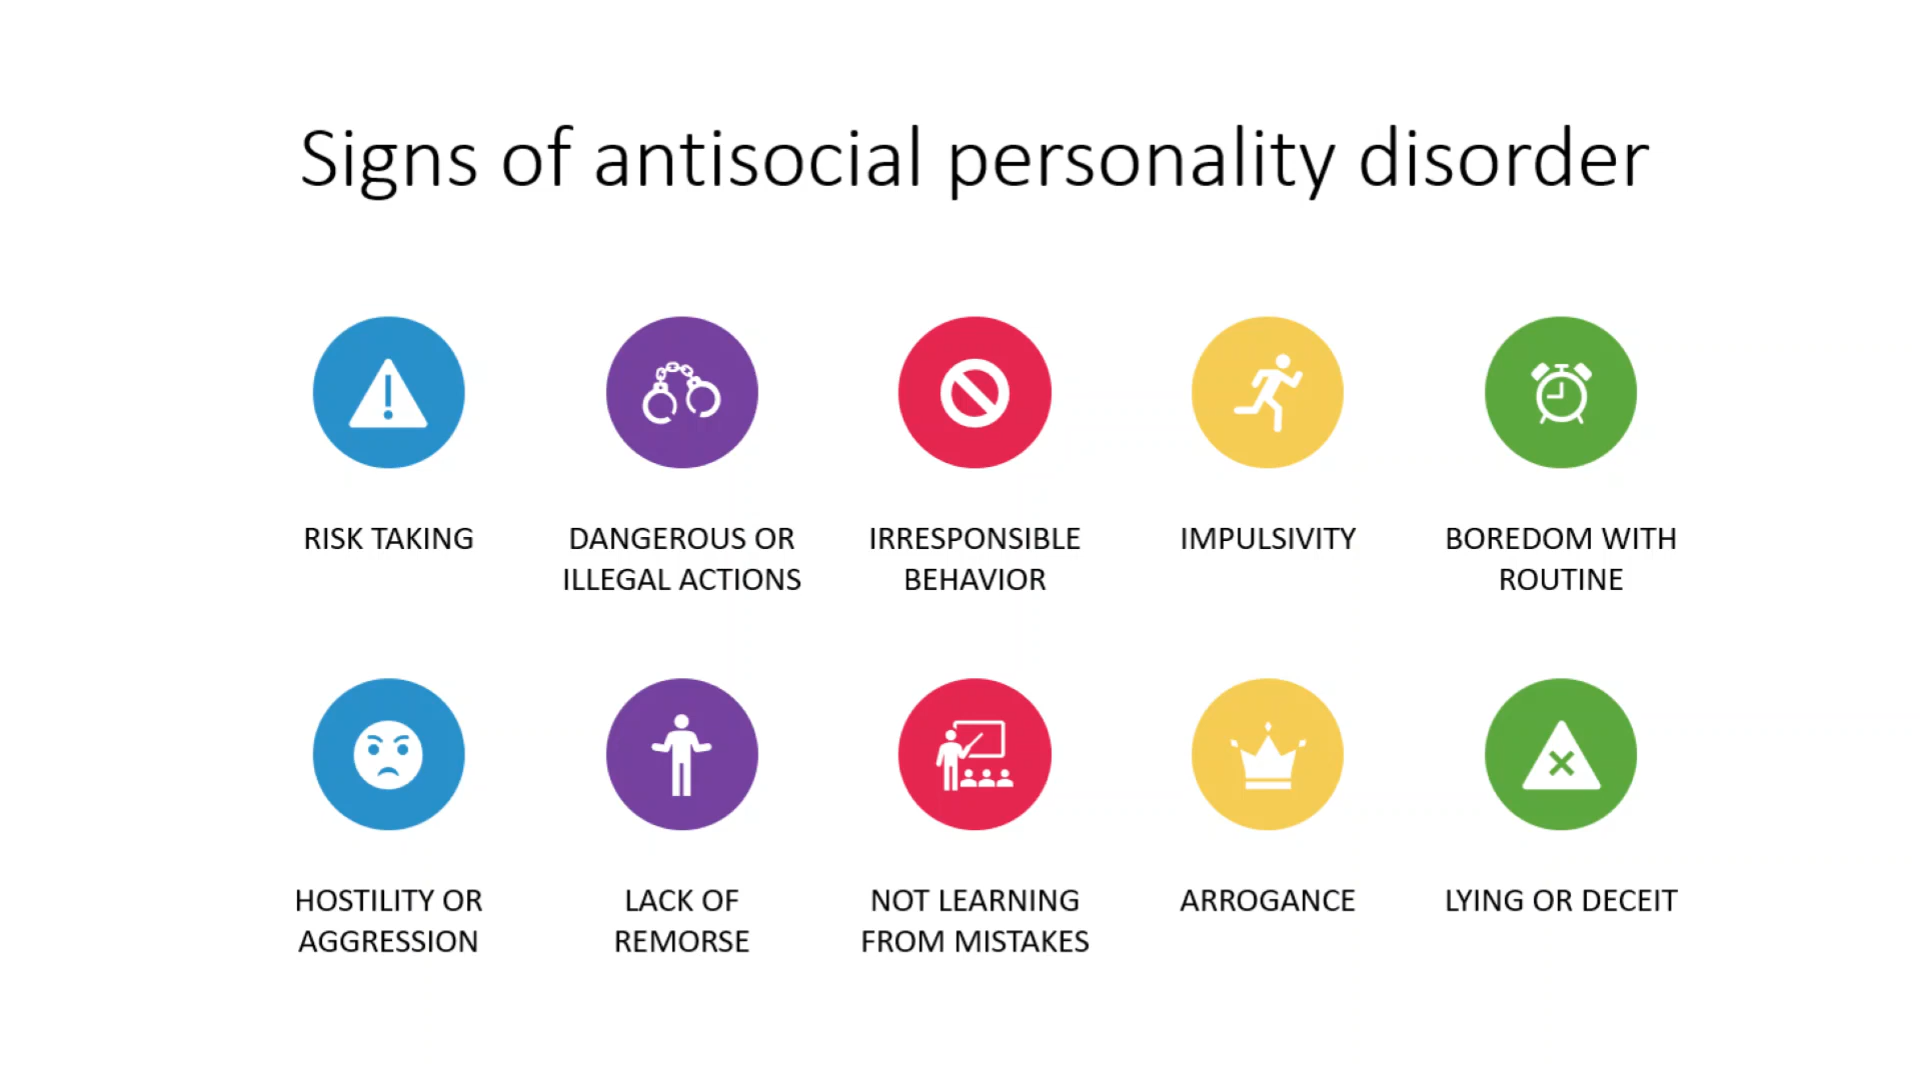 Signs of antisocial personality disorder
RISK TAKING
DANGEROUS OR
ILLEGAL ACTIONS
IRRESPONSIBLE
BEHAVIOR
IMPULSIVITY
BOREDOM WITH
ROUTINE
HOSTILITY OR
AGGRESSION
LACK OF
REMORSE
NOT LEARNING
FROM MISTAKES
ARROGANCE
LYING OR DECEIT